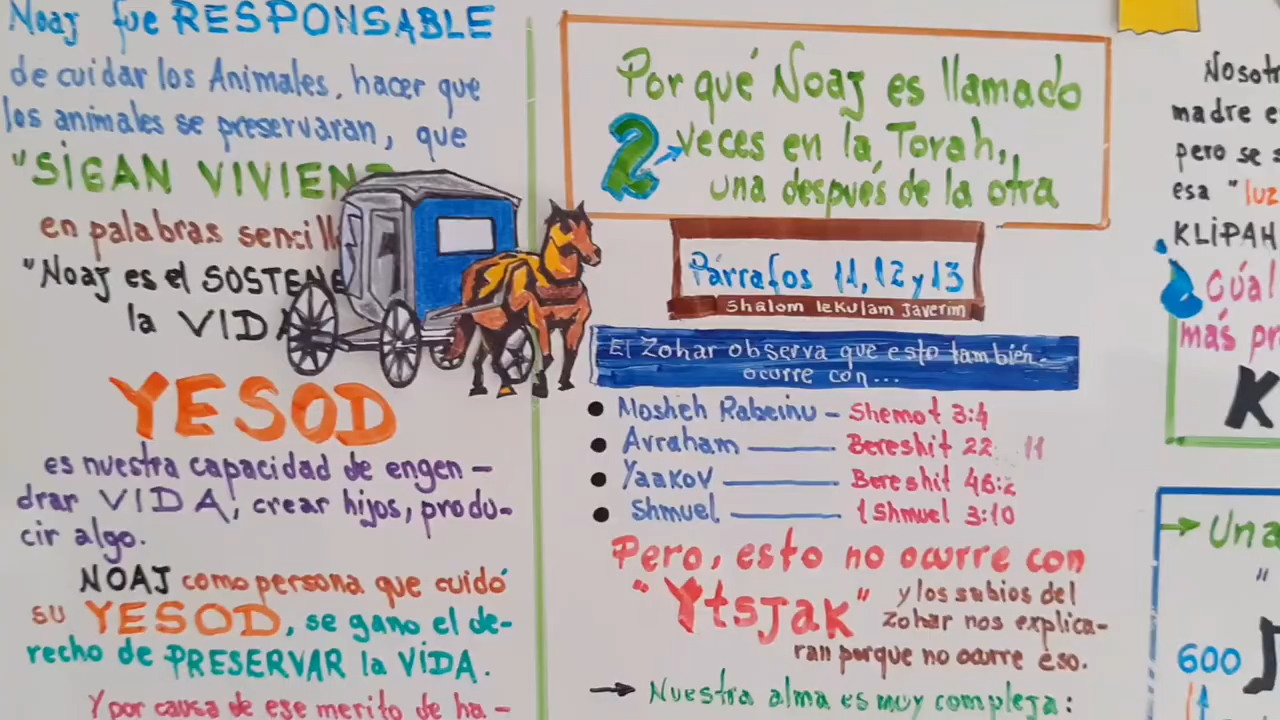 Noaj fue RESPONSABLE
de cuidar los Animales, hacer que
los animales se preservaran, que
"SIGAN VIVIEN
en palabras sencill
"Noaj es el SOSTENE
la VIDA
YESOD
es nuestra capacidad de engen-
drar VIDA, crear hijos, produ-
cir algo.
NOAJ como persona que cuidó
su YESOD, se gano el de-
recho de PRESERVAR la VIDA.
Y por causa de ese merito de ha-
Por qué Noaj es llamado
2 veces en la Torah,
una después de la otra
Párrafos 11, 12 y 13
Shalom leKulam Javerim
El Zohar observa que esto también
ocurre con...
• Mosheh Rabeinu - Shemot 3:4
• Avraham Bereshit 22 11
• Yaakov Bereshit 46:2
• Shmuel 1 Shmuel 3:10
Pero, esto no ocurre con
"Ytsjak" y los sabios del
Zohar nos explica-
ran porque no ocurre eso.
→ Nuestra alma es muy compleja:
Nosot
madre e
pero se s
esa "luz
KLIPAH
Cúal
más pr
K
→ Una
"
600